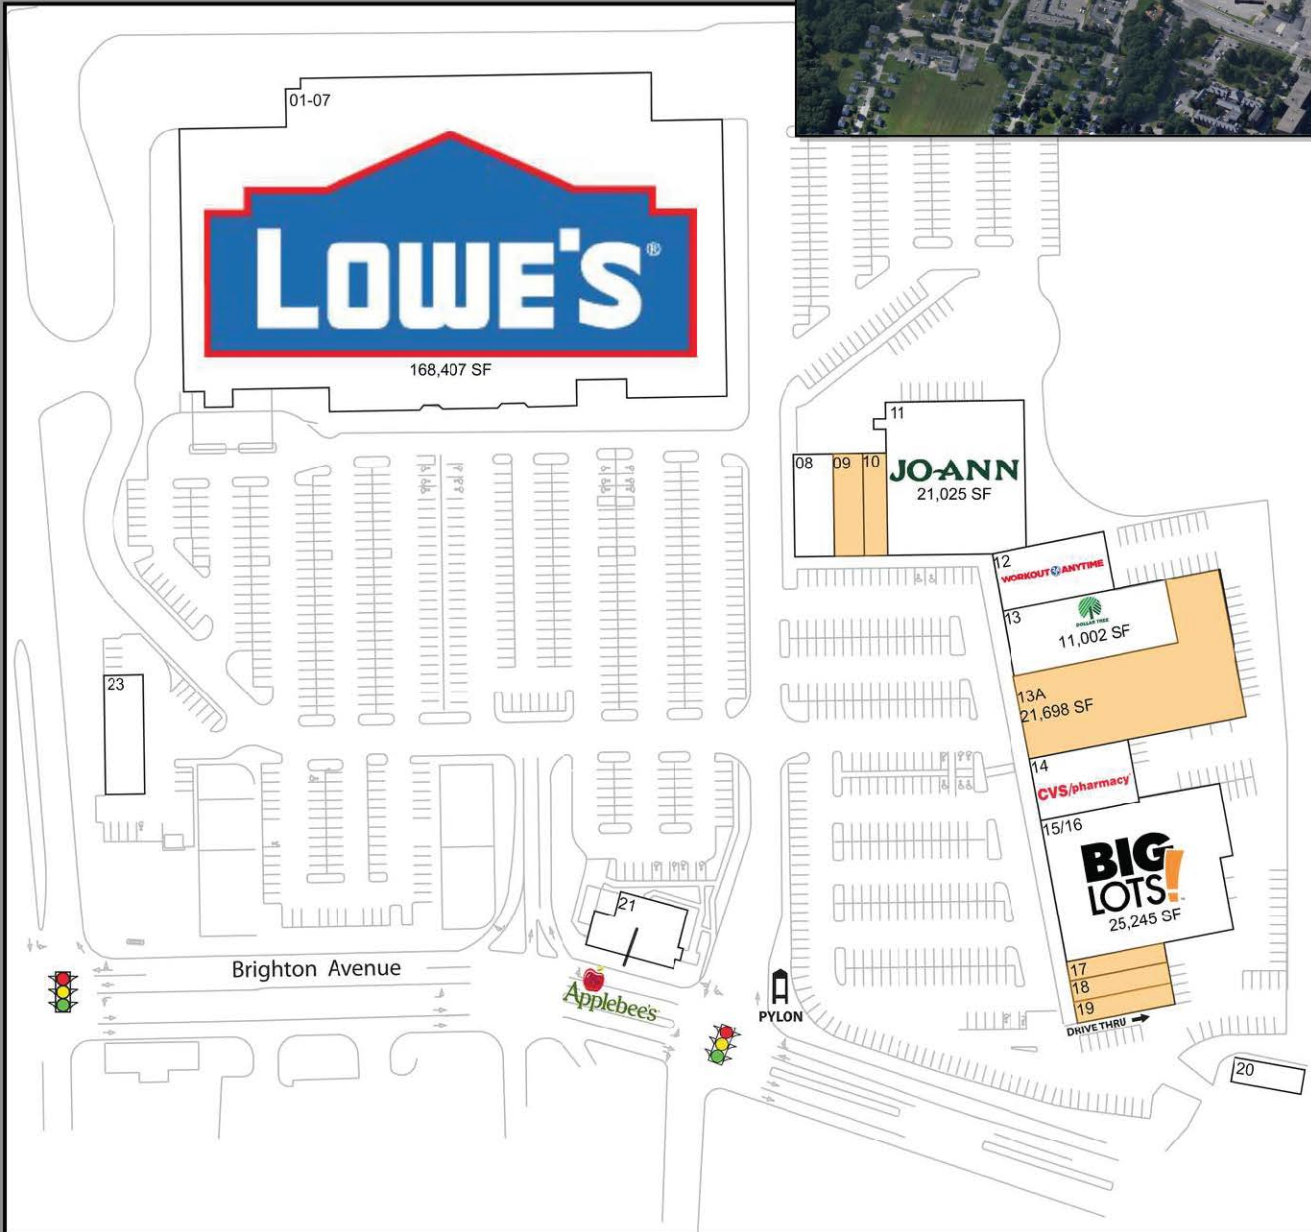 01-07
LOWE'S®
168,407 SF
11
08
09
10
JO-ANN
21,025 SF
12
WORKOUT ANYTIME
13
DOLLAR TREE
11,002 SF
13A
21,698 SF
23
14
CVS/pharmacy
15/16
BIG
LOTS!
25,245 SF
21
17
Brighton Avenue
18
Applebee's
19
PYLON
DRIVE THRU
20